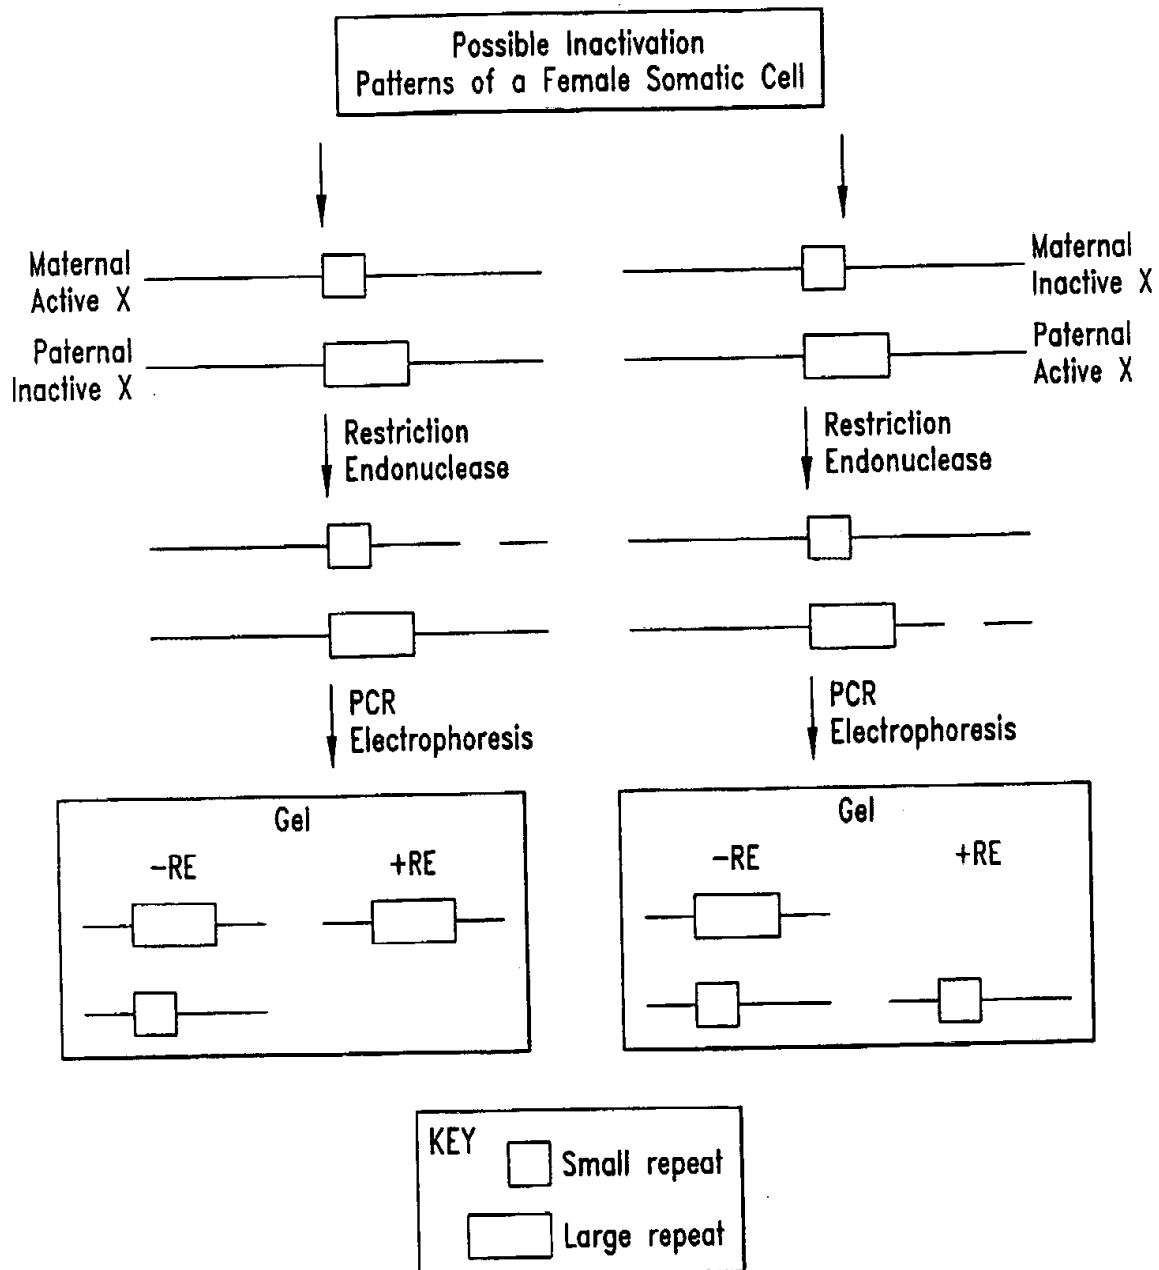 Possible Inactivation
Patterns of a Female Somatic Cell
Maternal
Active X
Paternal
Inactive X
Maternal
Inactive X
Paternal
Active X
Restriction
Endonuclease
Restriction
Endonuclease
PCR
Electrophoresis
PCR
Electrophoresis
Gel
-RE
+RE
Gel
-RE
+RE
KEY
Small repeat
Large repeat